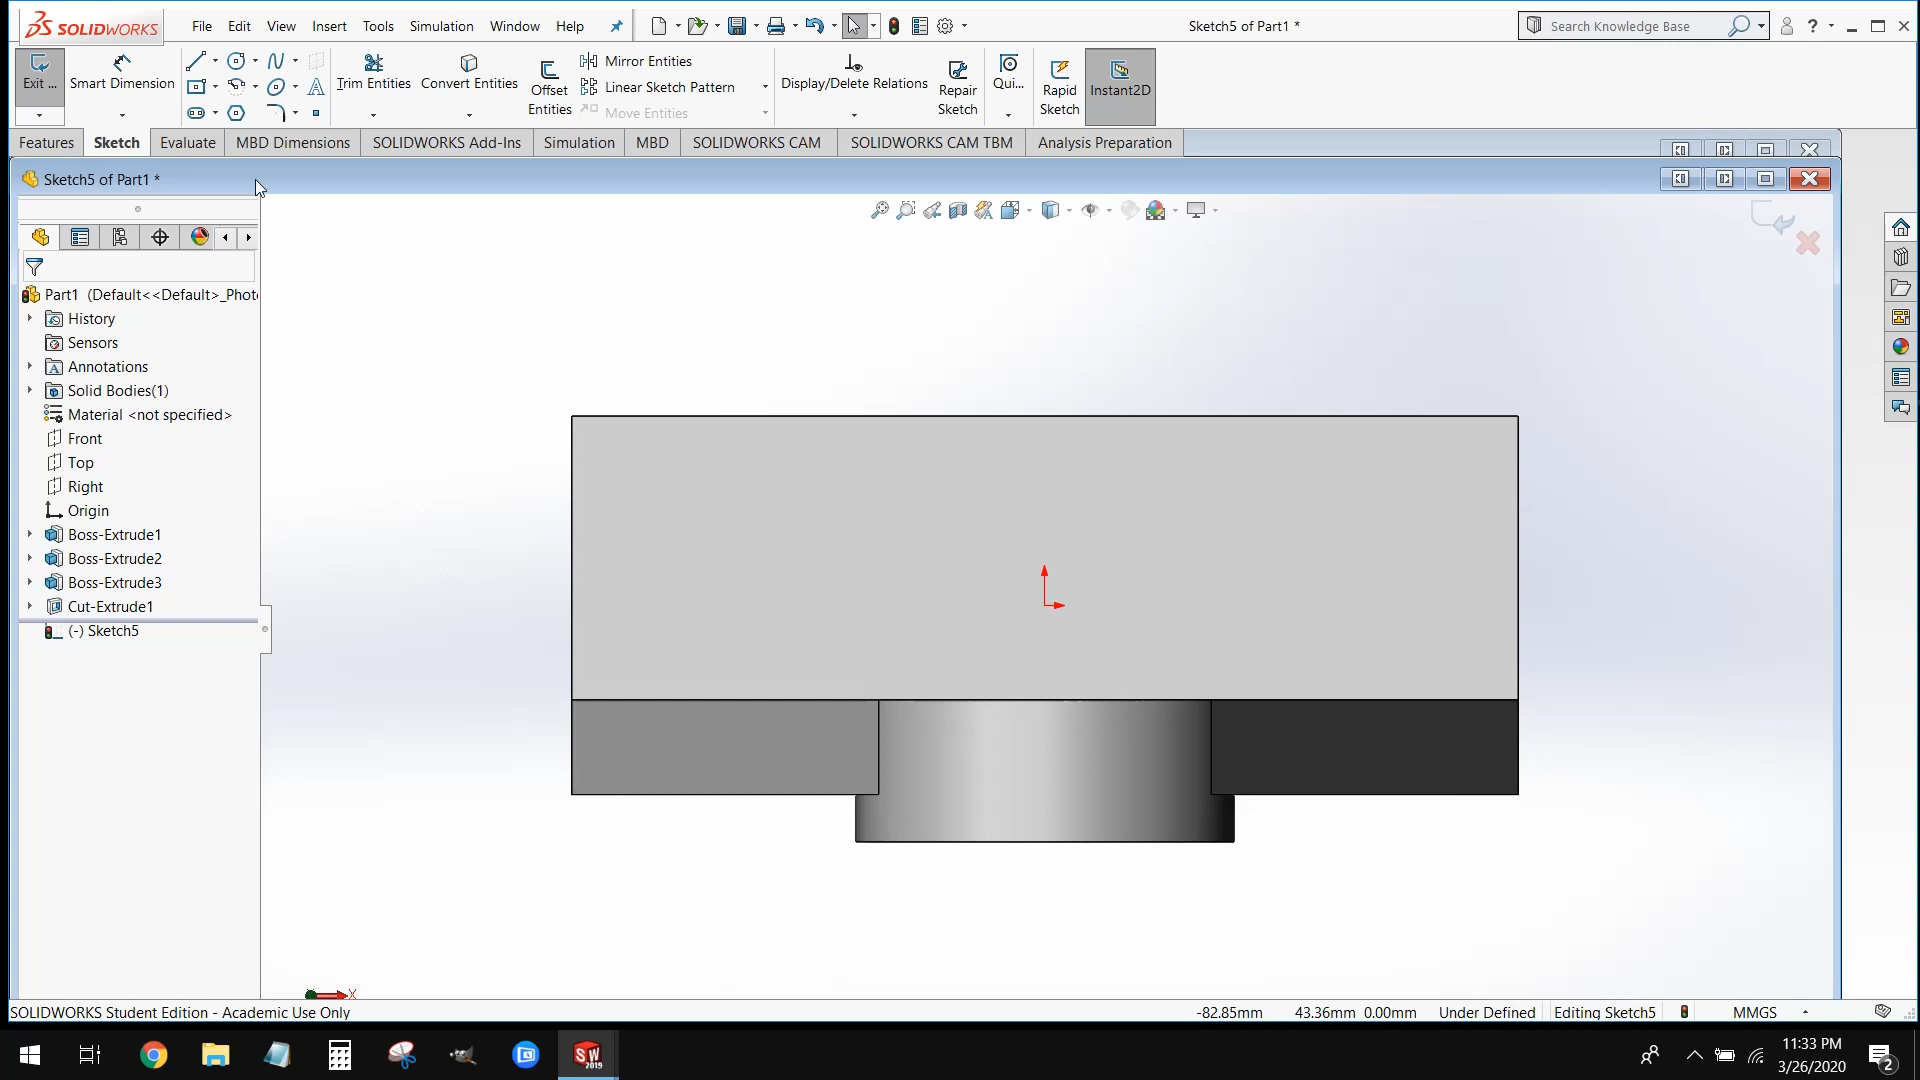 SOLIDWORKS File Edit View Insert Tools Simulation Window Help Sketch5 of Part1 * Search Knowledge Base ?
Exit ... Smart Dimension Trim Entities Convert Entities Offset Entities Mirror Entities Display/Delete Relations Repair Sketch Qui... Rapid Sketch Instant2D
Linear Sketch Pattern
Move Entities
Features Sketch Evaluate MBD Dimensions SOLIDWORKS Add-Ins Simulation MBD SOLIDWORKS CAM SOLIDWORKS CAM TBM Analysis Preparation
Sketch5 of Part1 *
Part1 (Default<<Default>_Phot
History
Sensors
Annotations
Solid Bodies(1)
Material <not specified>
Front
Top
Right
Origin
Boss-Extrude1
Boss-Extrude2
Boss-Extrude3
Cut-Extrude1
(-) Sketch5
X
SOLIDWORKS Student Edition - Academic Use Only -82.85mm 43.36mm 0.00mm Under Defined Editing Sketch5 MMGS
SW 2019
11:33 PM
3/26/2020
2